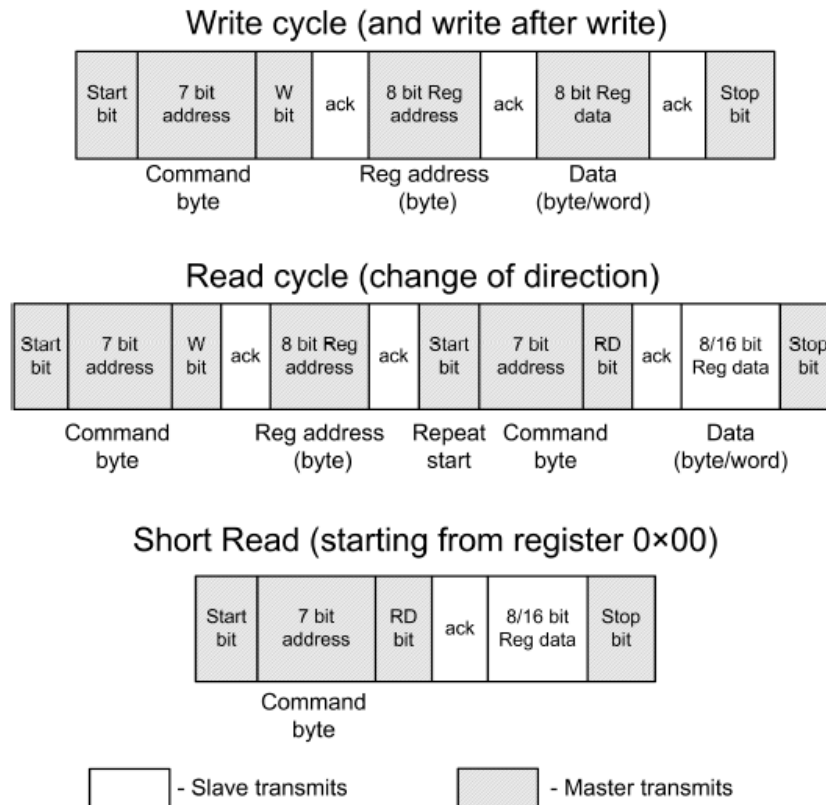 Write cycle (and write after write)
Start bit
7 bit address
W bit
ack
8 bit Reg address
ack
8 bit Reg data
ack
Stop bit
Command byte
Reg address (byte)
Data (byte/word)
Read cycle (change of direction)
Start bit
7 bit address
W bit
ack
8 bit Reg address
ack
Start bit
7 bit address
RD bit
ack
8/16 bit Reg data
Stop bit
Command byte
Reg address (byte)
Repeat start
Command byte
Data (byte/word)
Short Read (starting from register 0×00)
Start bit
7 bit address
RD bit
ack
8/16 bit Reg data
Stop bit
Command byte
- Slave transmits
- Master transmits